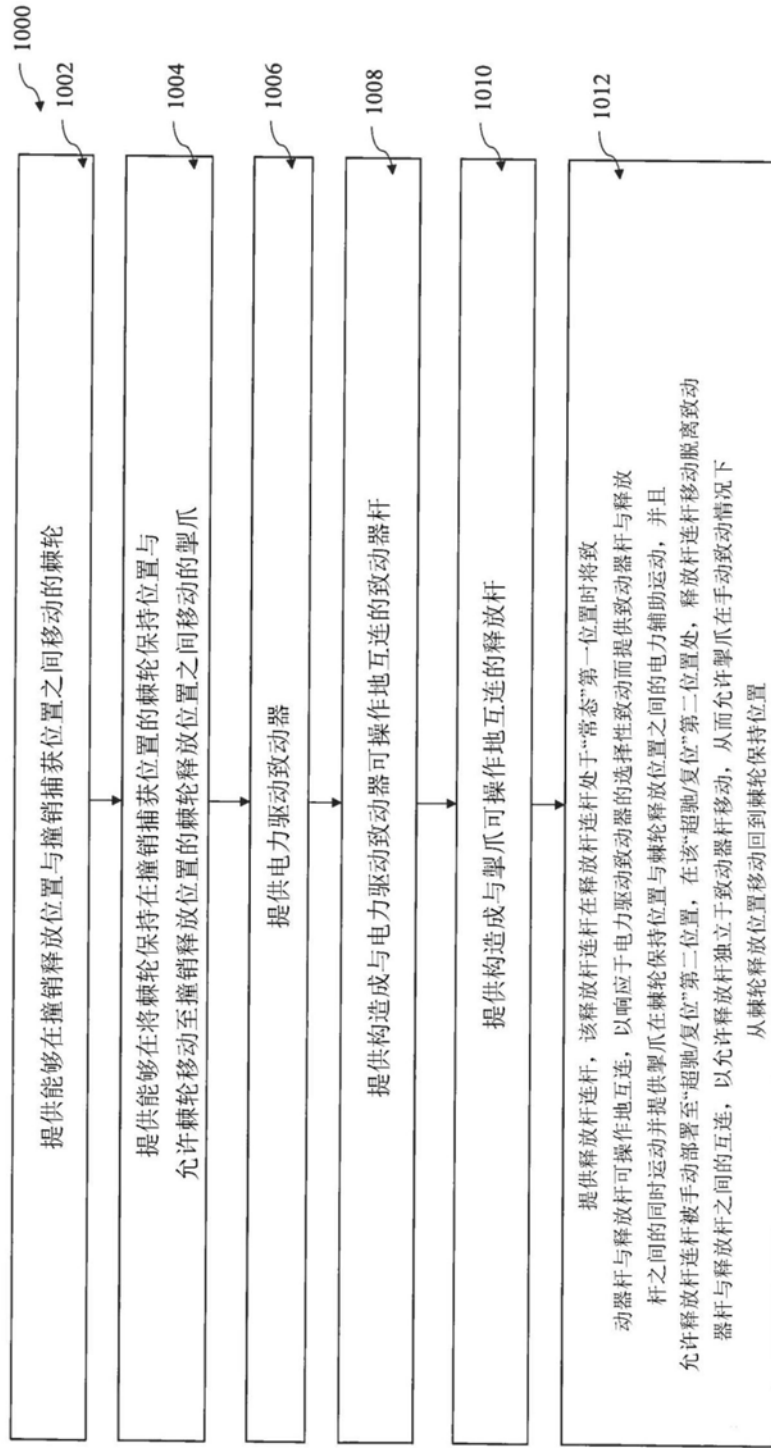 1000
1002
提供能够在撞销释放位置与撞销捕获位置之间移动的棘轮
1004
提供能够在将棘轮保持在撞销捕获位置的棘轮保持位置与
允许棘轮移动至撞销释放位置的棘轮释放位置之间移动的掣爪
1006
提供电力驱动致动器
1008
提供构造成与电力驱动致动器可操作地互连的致动器杆
1010
提供构造成与掣爪可操作地互连的释放杆
1012
提供释放杆连杆，该释放杆连杆在释放杆连杆处于“常态”第一位置时将致
动器杆与释放杆可操作地互连，以响应于电力驱动致动器的选择性致动而提供致动器杆与释放
杆之间的同时运动并提供掣爪在棘轮保持位置与棘轮释放位置之间的电力辅助运动，并且
允许释放杆连杆被手动部署至“超驰/复位”第二位置，在该“超驰/复位”第二位置处，释放杆连杆移动脱离致动
器杆与释放杆之间的互连，以允许释放杆独立于致动器杆移动，从而允许掣爪在手动致动情况下
从棘轮释放位置移动回到棘轮保持位置